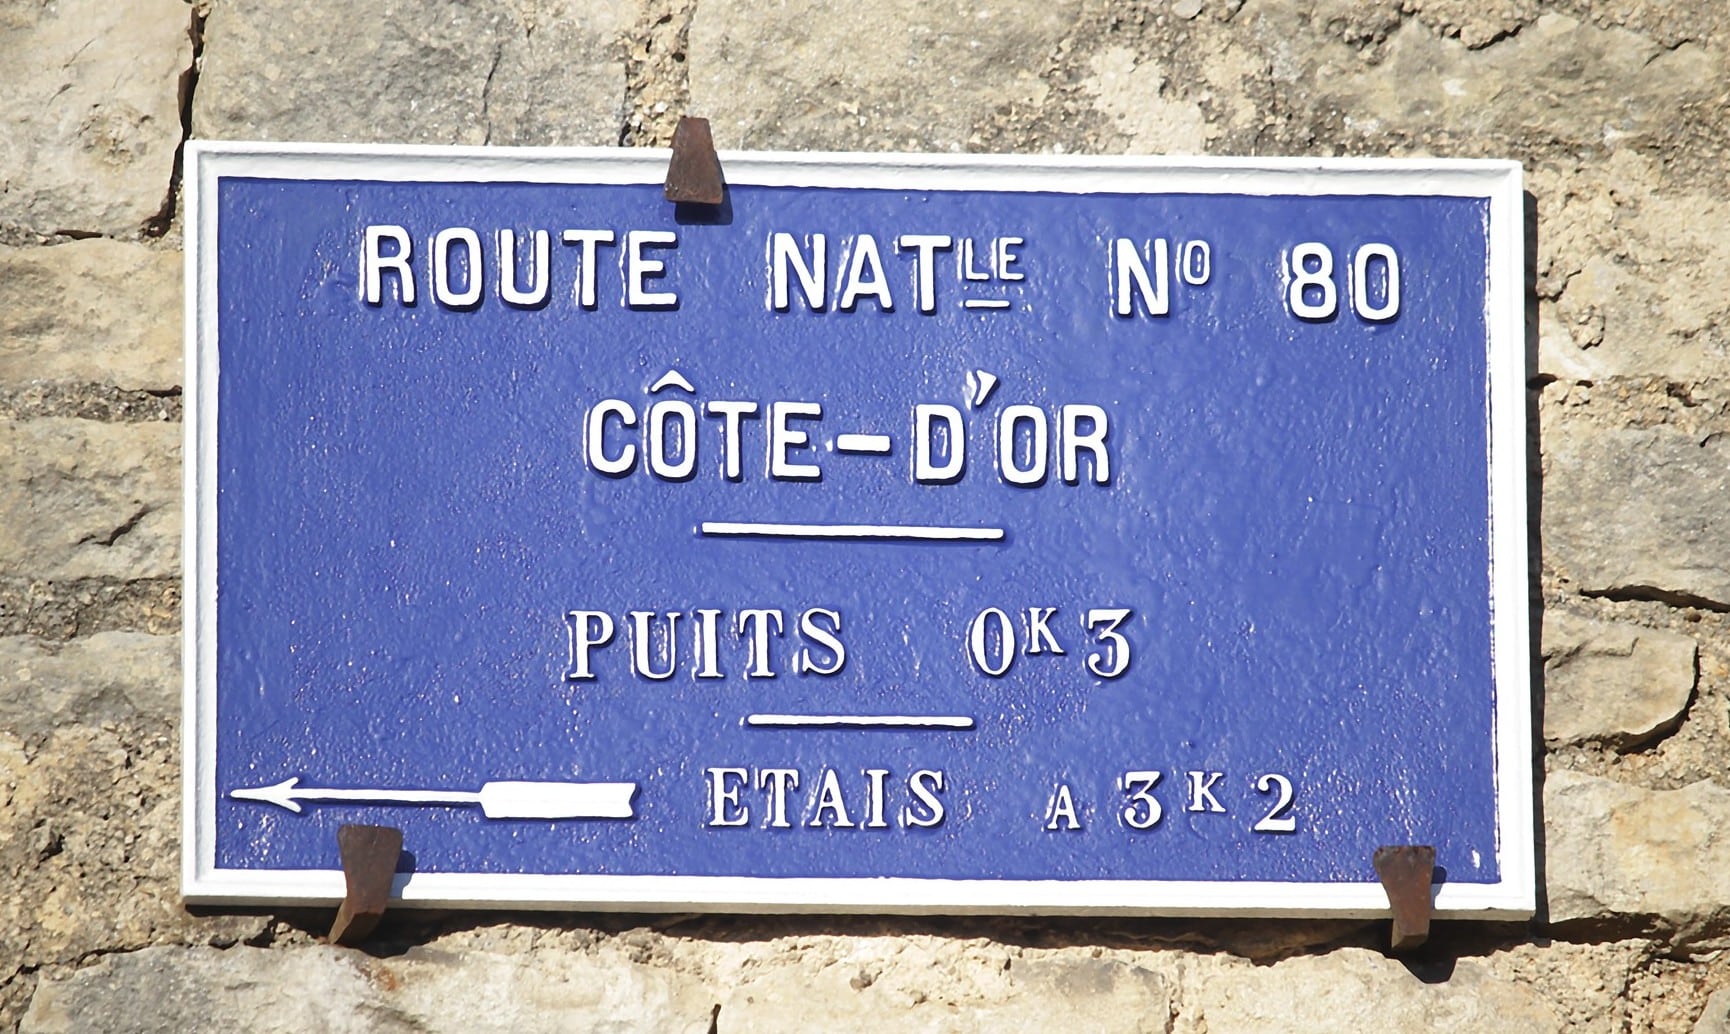 ROUTE NATLE NO 80
CÔTE-D'OR
PUITS 0K3
ETAIS A 3K2